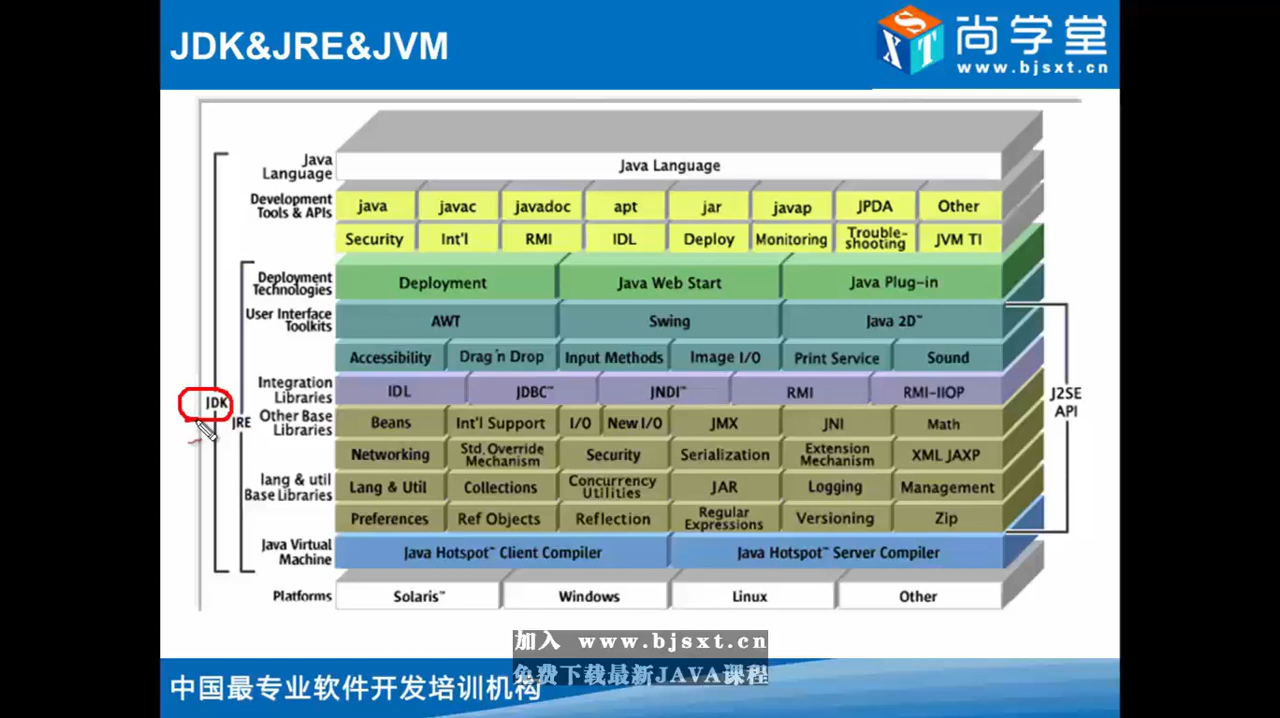 JDK&JRE&JVM
SXT
尚学堂
www.bjsxt.cn
Java Language
Java Language
Development Tools & APIs
java javac javadoc apt jar javap JPDA Other
Security Int'l RMI IDL Deploy Monitoring Trouble-shooting JVM TI
Deployment Technologies
Deployment Java Web Start Java Plug-in
User Interface Toolkits
AWT Swing Java 2D™
Accessibility Drag 'n Drop Input Methods Image I/O Print Service Sound
Integration Libraries
IDL JDBC™ JNDI™ RMI RMI-IIOP
JDK
JRE
J2SE API
Other Base Libraries
Beans Int'l Support I/O New I/O JMX JNI Math
Networking Std. Override Mechanism Security Serialization Extension Mechanism XML JAXP
lang & util Base Libraries
Lang & Util Collections Concurrency Utilities JAR Logging Management
Preferences Ref Objects Reflection Regular Expressions Versioning Zip
Java Virtual Machine
Java Hotspot™ Client Compiler Java Hotspot™ Server Compiler
Platforms
Solaris™ Windows Linux Other
加入 www.bjsxt.cn
免费下载最新JAVA课程
中国最专业软件开发培训机构